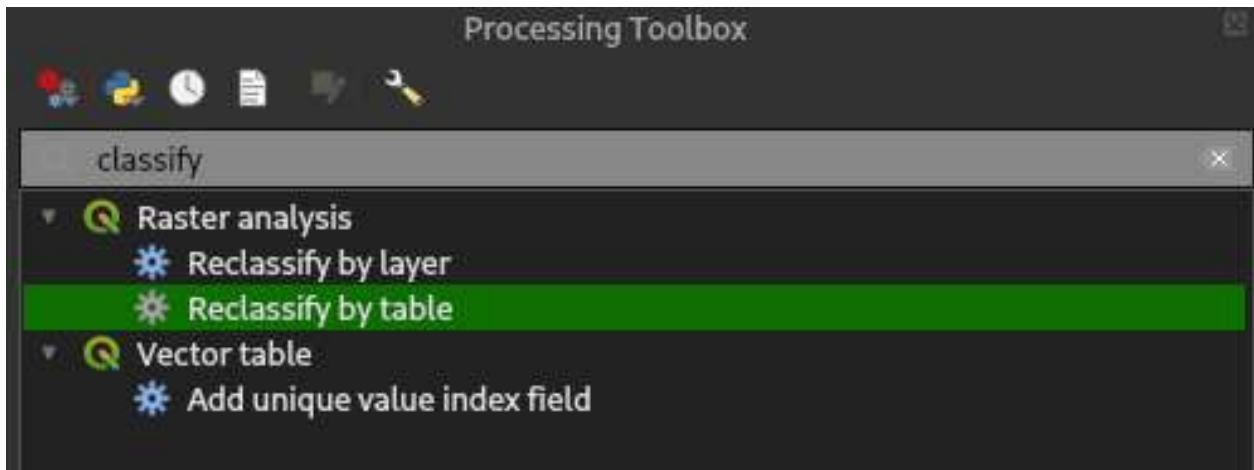 Processing Toolbox
classify
Raster analysis
Reclassify by layer
Reclassify by table
Vector table
Add unique value index field